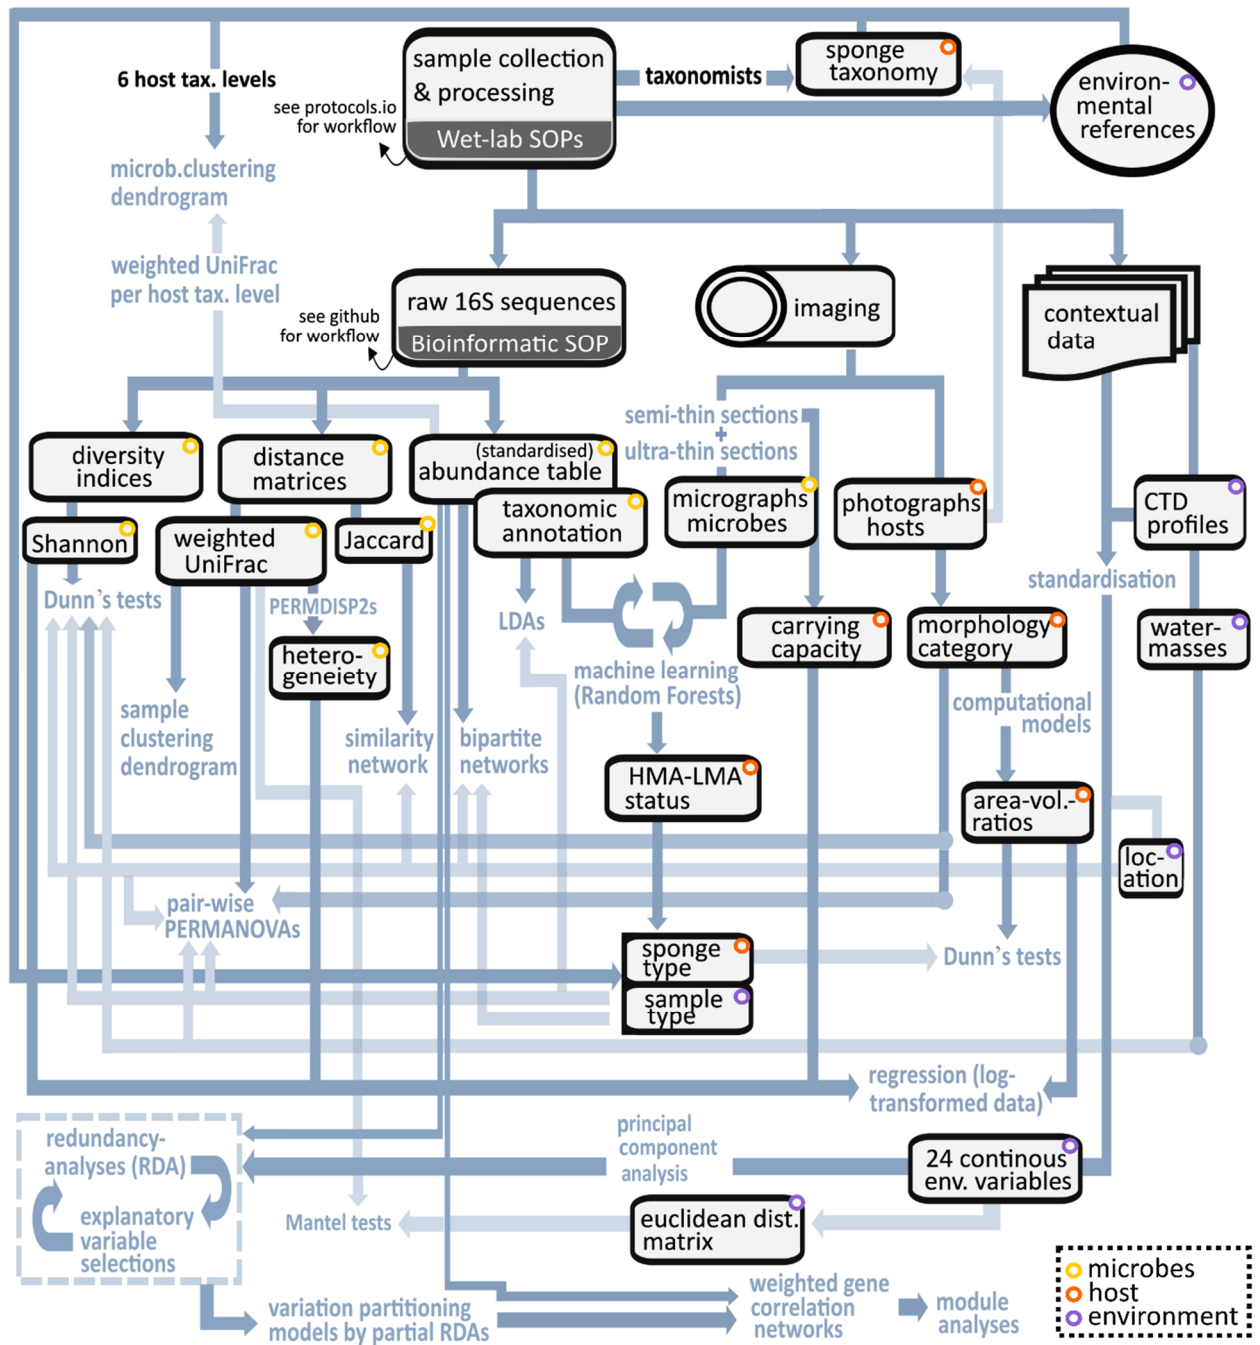 sample collection
& processing
Wet-lab SOPs
taxonomists
sponge
taxonomy
environ-
mental
references
6 host tax. levels
see protocols.io
for workflow
microb.clustering
dendrogram
weighted UniFrac
per host tax. level
raw 16S sequences
Bioinformatic SOP
see github
for workflow
imaging
contextual
data
semi-thin sections
+
ultra-thin sections
diversity
indices
distance
matrices
(standardised)
abundance table
taxonomic
annotation
micrographs
microbes
photographs
hosts
CTD
profiles
Shannon
weighted
UniFrac
Jaccard
Dunn's tests
PERMDISP2s
LDAs
standardisation
hetero-
geneiety
carrying
capacity
morphology
category
water-
masses
machine learning
(Random Forests)
computational
models
sample
clustering
dendrogram
similarity
network
bipartite
networks
HMA-LMA
status
area-vol.-
ratios
loc-
ation
pair-wise
PERMANOVAs
sponge
type
sample
type
Dunn's tests
regression (log-
transformed data)
principal
component
analysis
redundancy-
analyses (RDA)
explanatory
variable
selections
24 continous
env. variables
Mantel tests
euclidean dist.
matrix
variation partitioning
models by partial RDAs
weighted gene
correlation
networks
module
analyses
microbes
host
environment